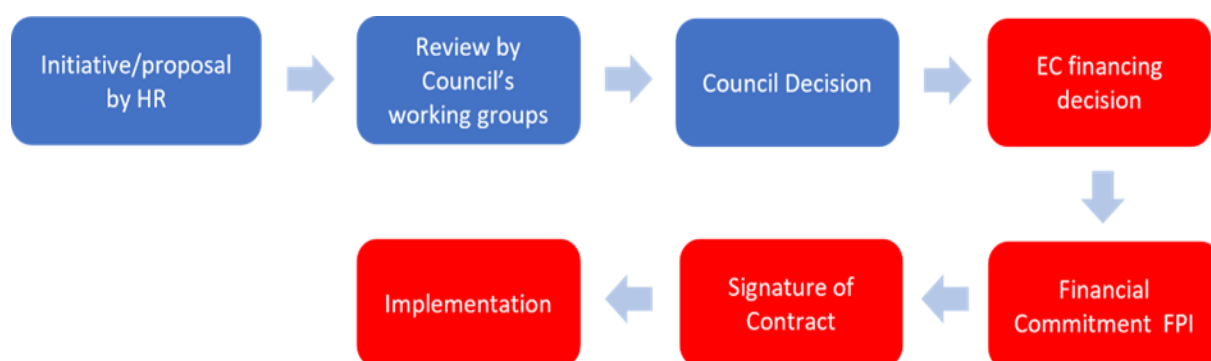 Initiative/proposal
by HR
Review by
Council's
working groups
Council Decision
EC financing
decision
Financial
Commitment FPI
Signature of
Contract
Implementation